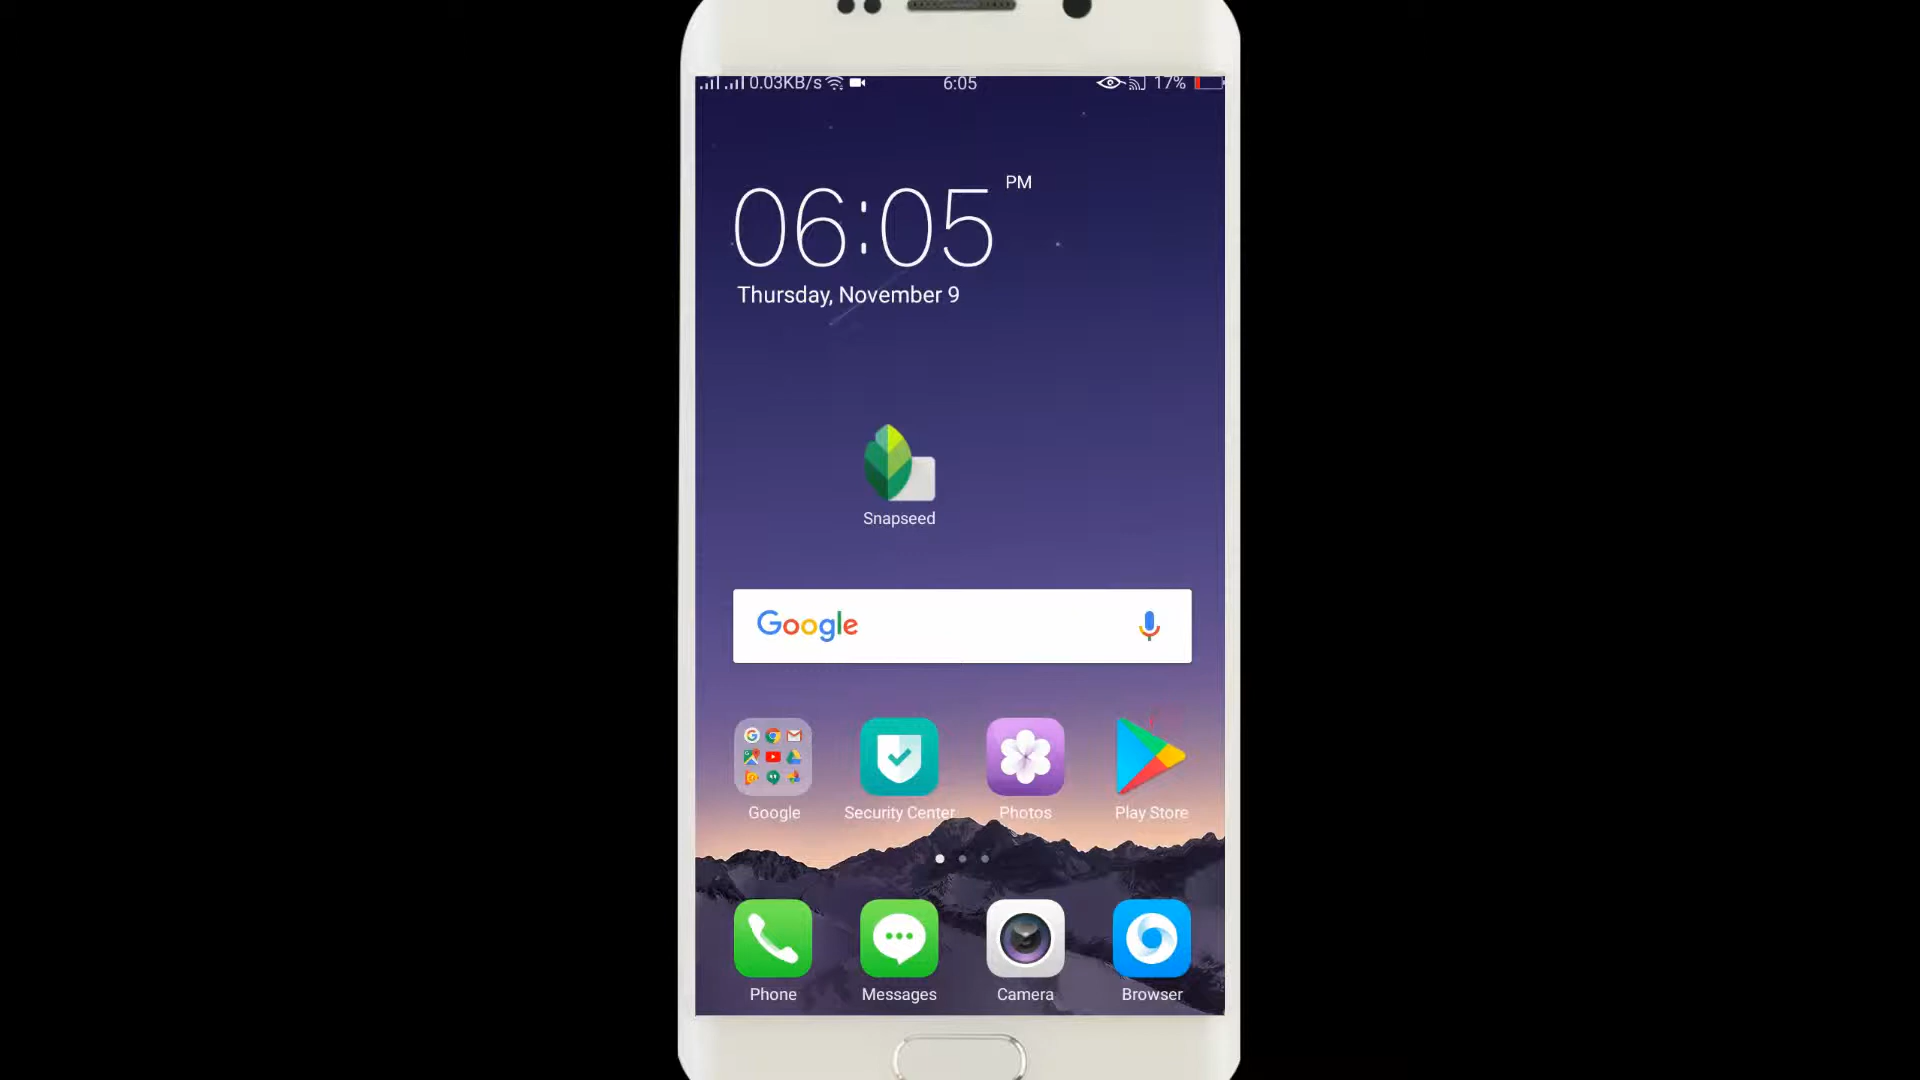 0.03KB/s 6:05 17%
06:05 PM
Thursday, November 9
Snapseed
Google
Google Security Center Photos Play Store
Phone Messages Camera Browser